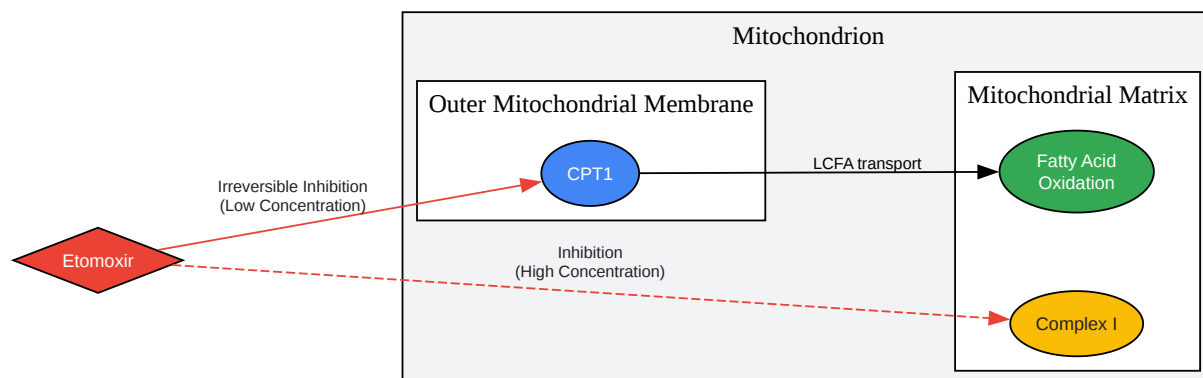 Mitochondrion
Outer Mitochondrial Membrane
Mitochondrial Matrix
CPT1
LCFA transport
Fatty Acid
Oxidation
Irreversible Inhibition
(Low Concentration)
Etomoxir
Inhibition
(High Concentration)
Complex I